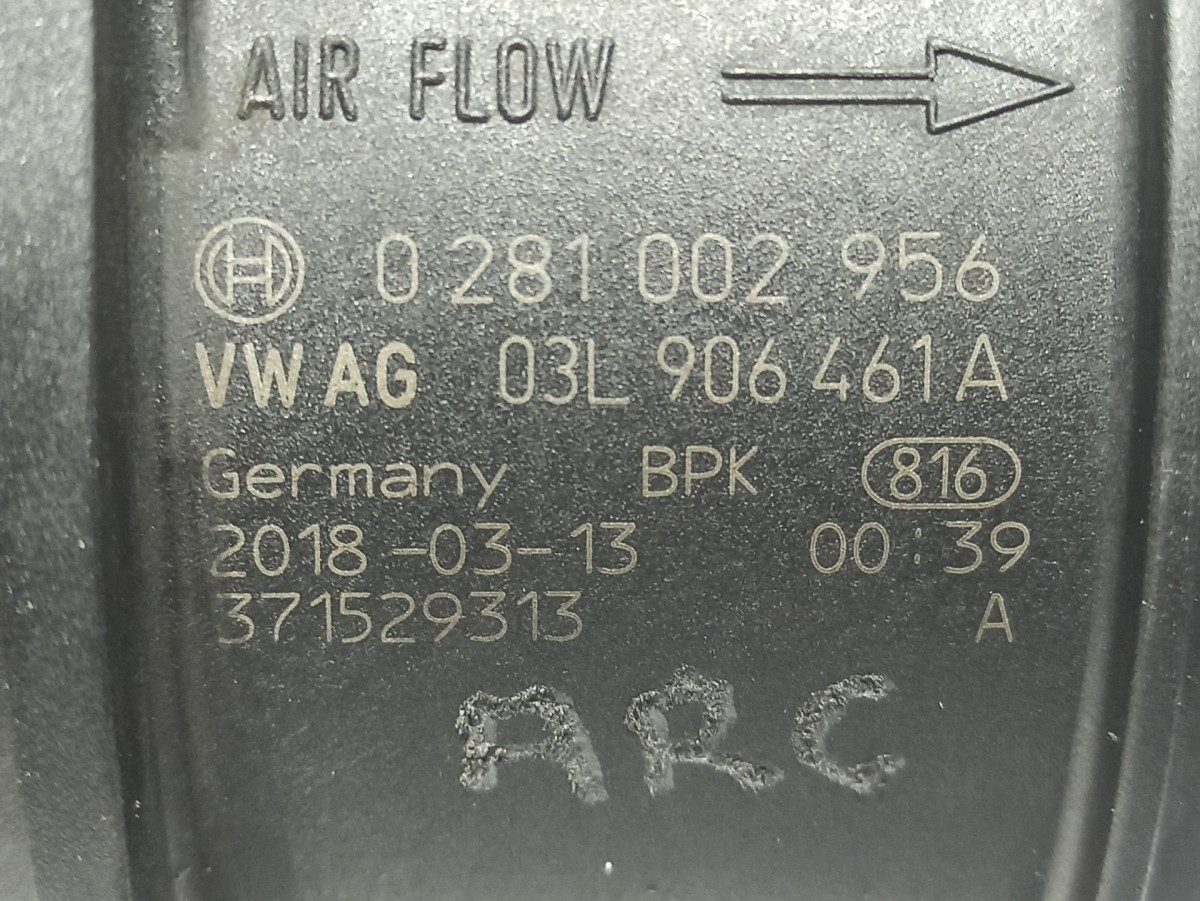 AIR FLOW
0 281 002 956
VW AG 03L 906 461 A
Germany BPK 816
2018-03-13 00:39
371529313 A
ARC